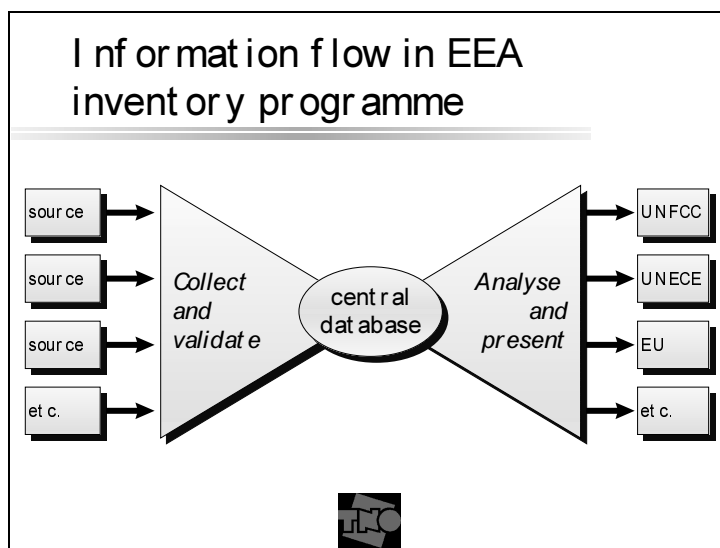 Information flow in EEA
inventory programme
source
source
source
etc.
Collect
and
validate
central
database
Analyse
and
present
UNFCC
UNECE
EU
etc.
TNO